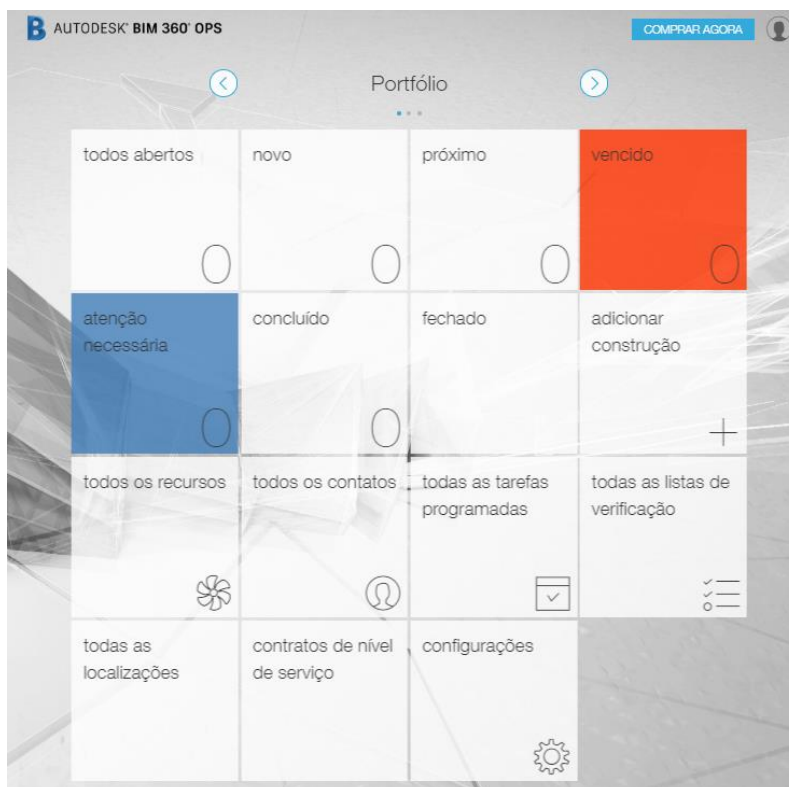 AUTODESK® BIM 360® OPS
COMPRAR AGORA
Portfólio
todos abertos
0
novo
0
próximo
0
vencido
0
atenção
necessária
0
concluído
0
fechado
adicionar
construção
todos os recursos
todos os contatos
todas as tarefas
programadas
todas as listas de
verificação
todas as
localizações
contratos de nível
de serviço
configurações